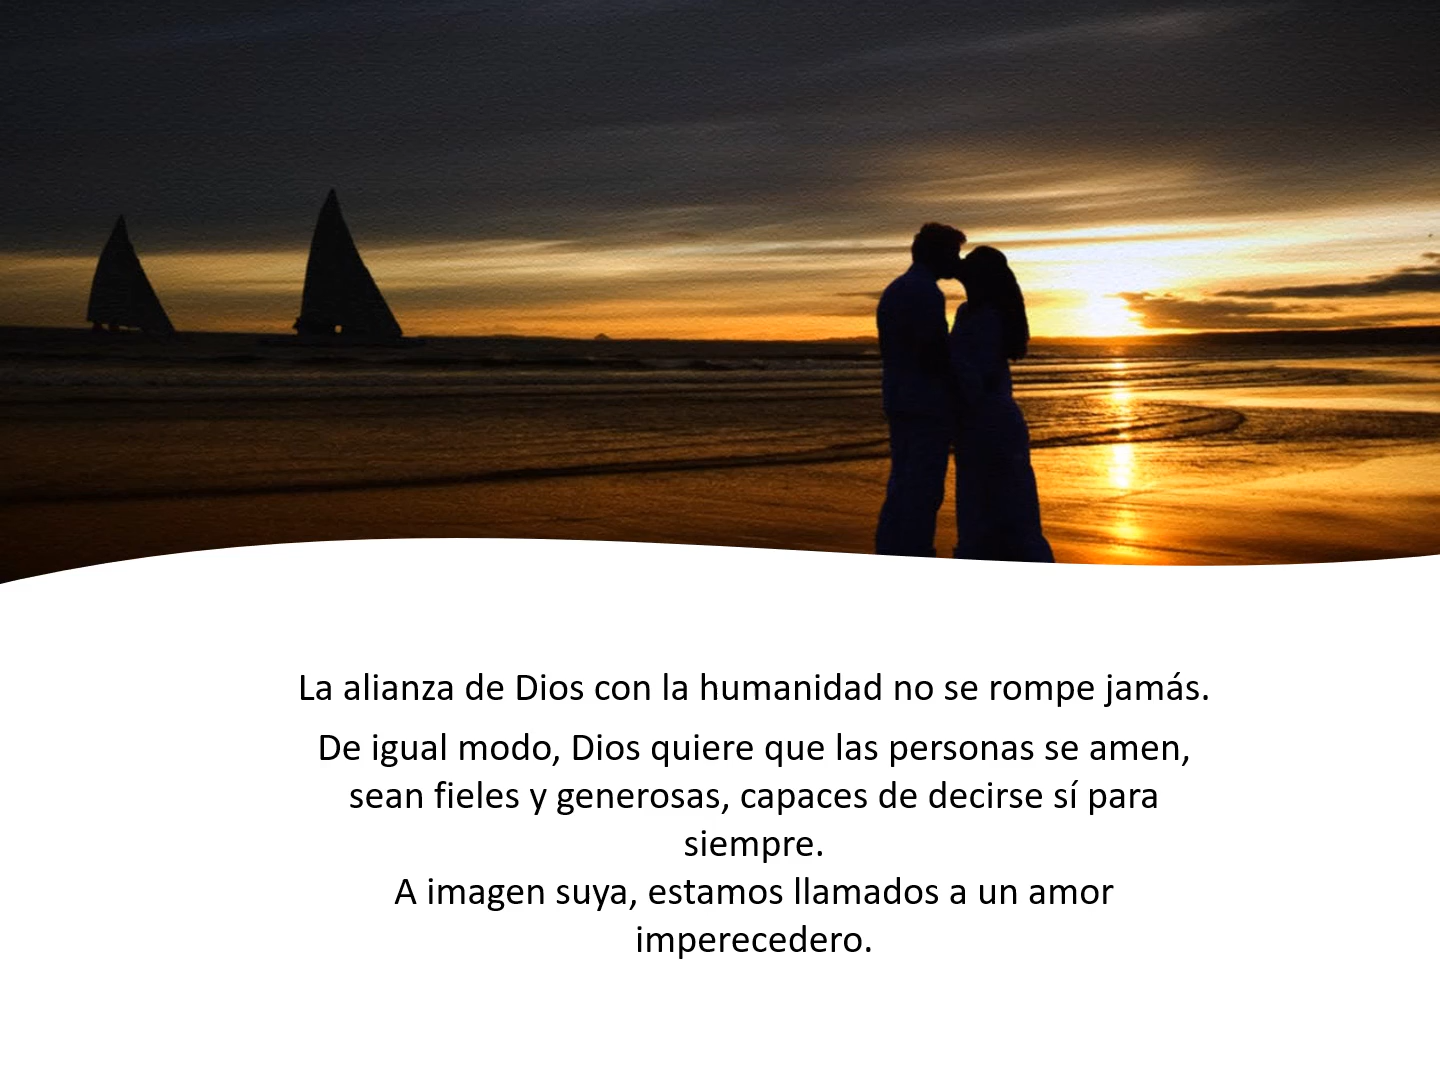 La alianza de Dios con la humanidad no se rompe jamás.
De igual modo, Dios quiere que las personas se amen,
sean fieles y generosas, capaces de decirse sí para
siempre.
A imagen suya, estamos llamados a un amor
imperecedero.